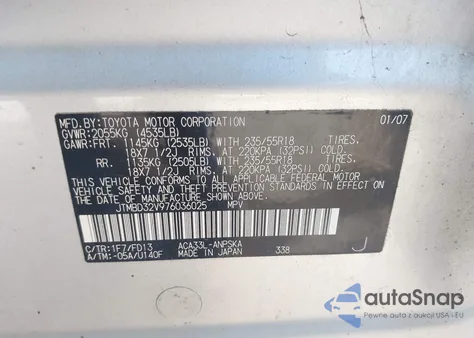 MFD.BY:TOYOTA MOTOR CORPORATION 01/07
GVWR:2055KG (4535LB)
GAWR:FRT. 1145KG (2535LB) WITH 235/55R18 TIRES.
18X7 1/2J RIMS, AT 220KPA (32PSI) COLD.
RR. 1135KG (2505LB) WITH 235/55R18 TIRES.
18X7 1/2J RIMS, AT 220KPA (32PSI) COLD.
THIS VEHICLE CONFORMS TO ALL APPLICABLE FEDERAL MOTOR
VEHICLE SAFETY STANDARDS IN EFFECT ON THE DATE OF
MANUFACTURE SHOWN ABOVE.
JTMBD32V976036025 MPV
ACA33L-ANPSKA
C/TR:1F7/FD13
A/TM:-05A/U140F MADE IN JAPAN 338 J
autoSnap
Pewne auta z aukcji USA i EU